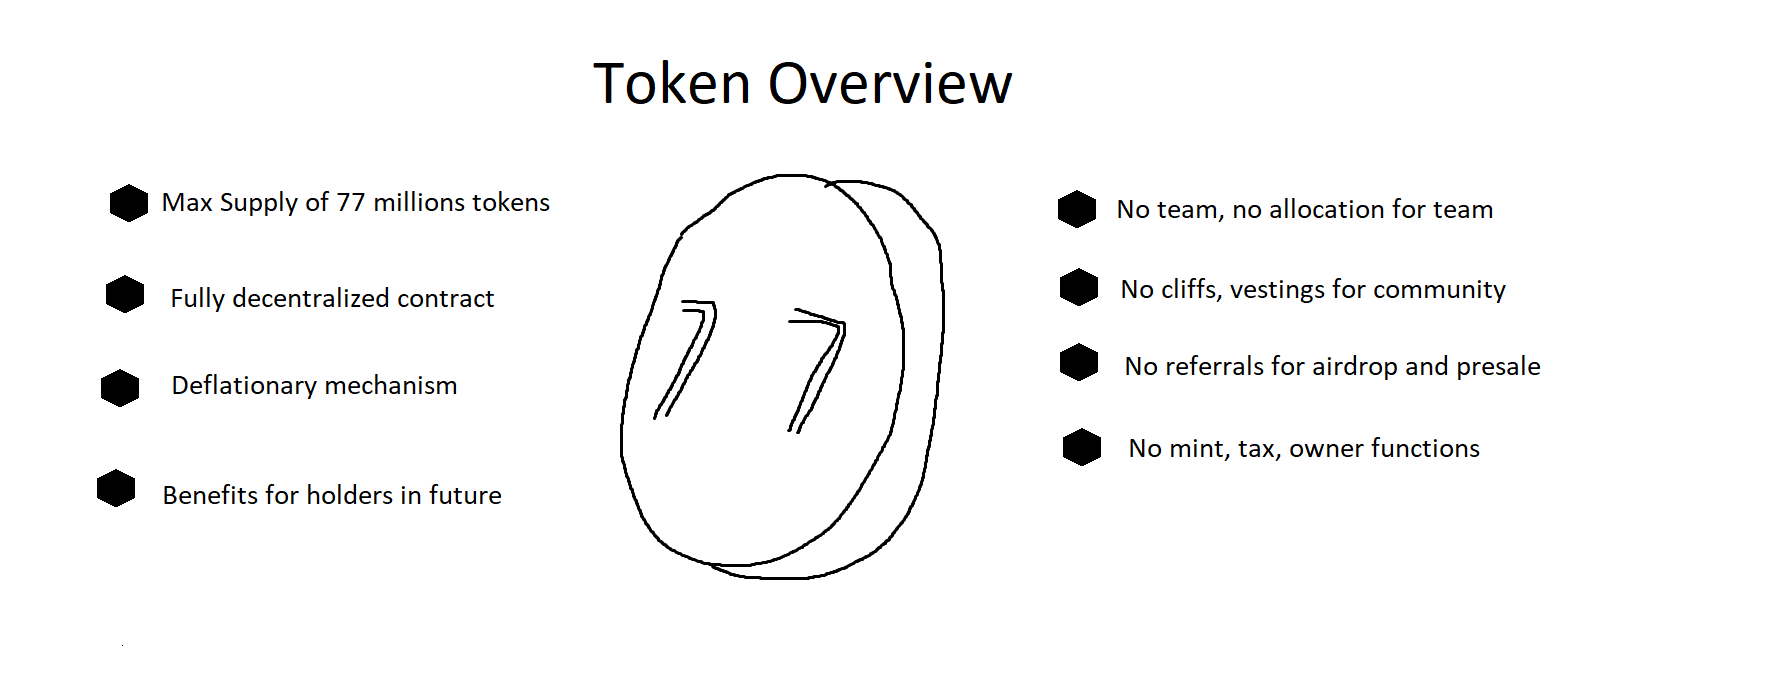 Token Overview
Max Supply of 77 millions tokens
Fully decentralized contract
Deflationary mechanism
Benefits for holders in future
77
No team, no allocation for team
No cliffs, vestings for community
No referrals for airdrop and presale
No mint, tax, owner functions